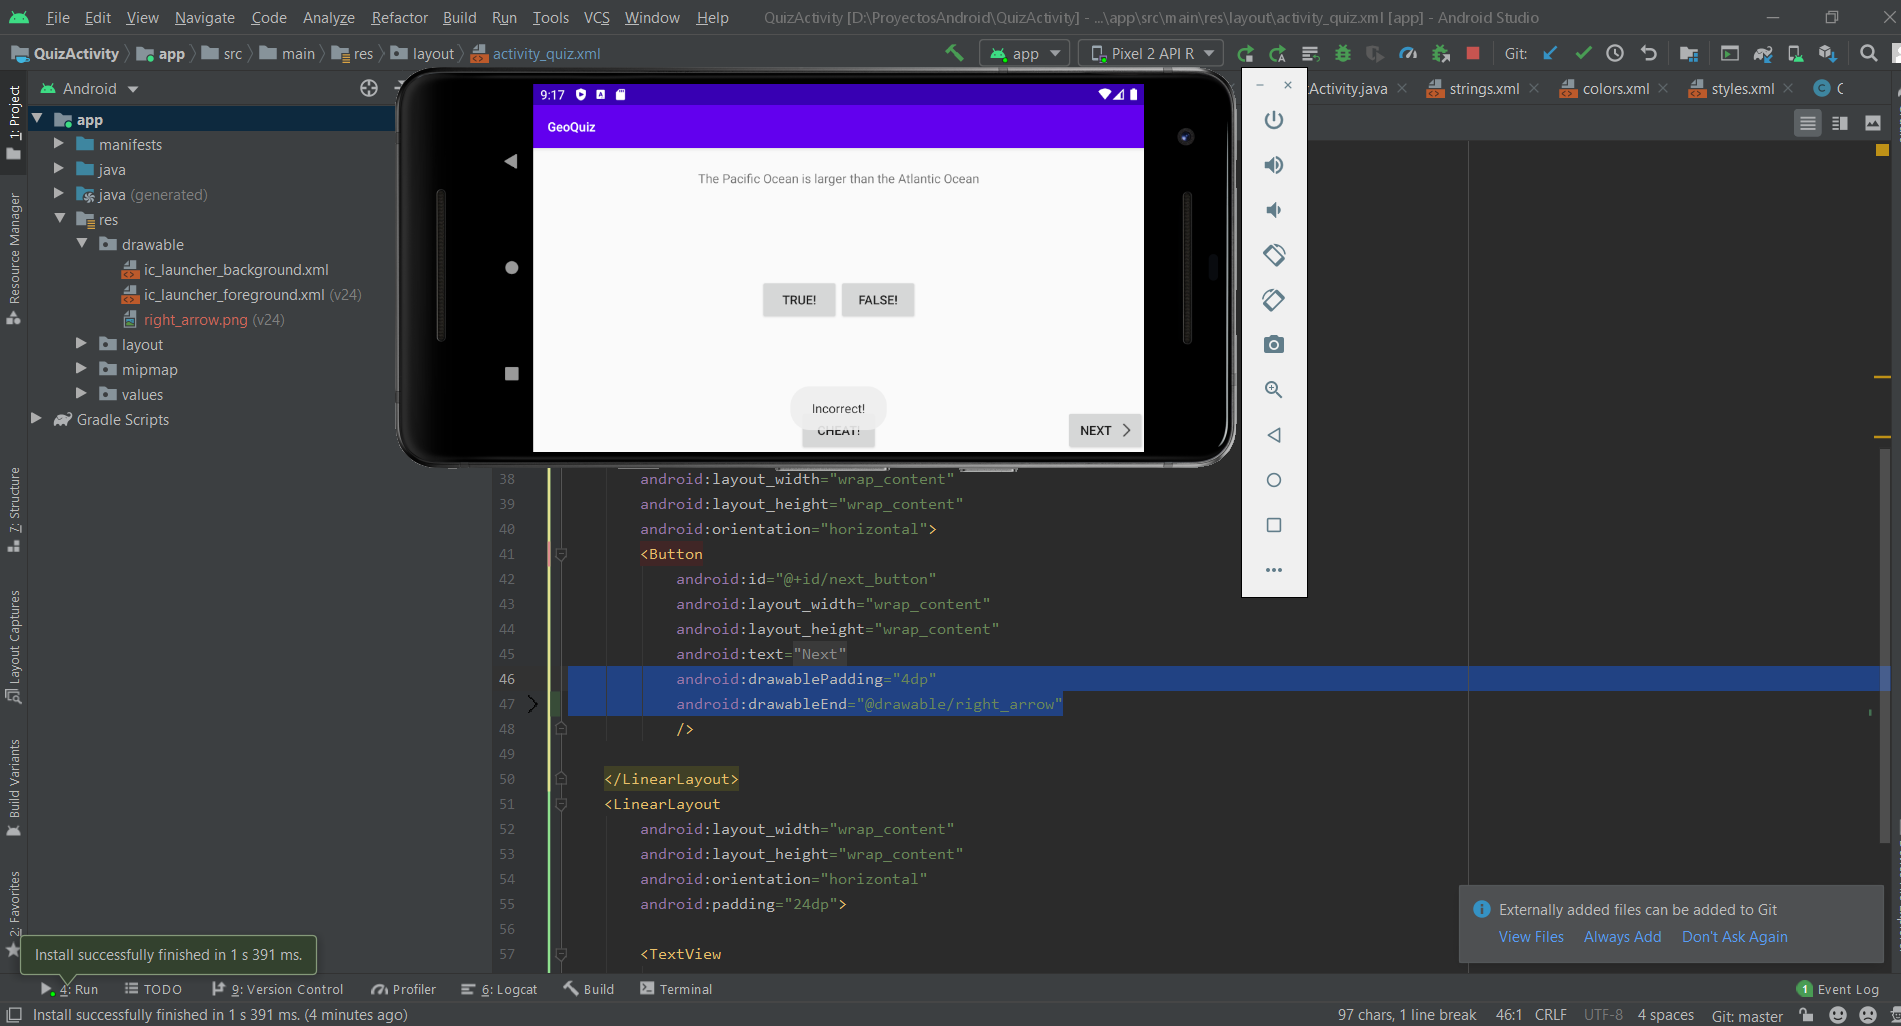 File Edit View Navigate Code Analyze Refactor Build Run Tools VCS Window Help QuizActivity [D:\ProyectosAndroid\QuizActivity] - ...\app\src\main\res\layout\activity_quiz.xml [app] - Android Studio
QuizActivity app src main res layout activity_quiz.xml app Pixel 2 API R Git:
Android
Activity.java strings.xml colors.xml styles.xml
1: Project
Resource Manager
7: Structure
Layout Captures
Build Variants
2: Favorites
app
manifests
java
java (generated)
res
drawable
ic_launcher_background.xml
ic_launcher_foreground.xml (v24)
right_arrow.png (v24)
layout
mipmap
values
Gradle Scripts
9:17
GeoQuiz
The Pacific Ocean is larger than the Atlantic Ocean
TRUE! FALSE!
Incorrect!
CHEAT!
NEXT
38 android:layout_width="wrap_content"
39 android:layout_height="wrap_content"
40 android:orientation="horizontal">
41 <Button
42 android:id="@+id/next_button"
43 android:layout_width="wrap_content"
44 android:layout_height="wrap_content"
45 android:text="Next"
46 android:drawablePadding="4dp"
47 android:drawableEnd="@drawable/right_arrow"
48 />
49
50 </LinearLayout>
51 <LinearLayout
52 android:layout_width="wrap_content"
53 android:layout_height="wrap_content"
54 android:orientation="horizontal"
55 android:padding="24dp">
56
57 <TextView
Externally added files can be added to Git
View Files Always Add Don't Ask Again
Install successfully finished in 1 s 391 ms.
4: Run TODO 9: Version Control Profiler 6: Logcat Build Terminal 1 Event Log
Install successfully finished in 1 s 391 ms. (4 minutes ago) 97 chars, 1 line break 46:1 CRLF UTF-8 4 spaces Git: master